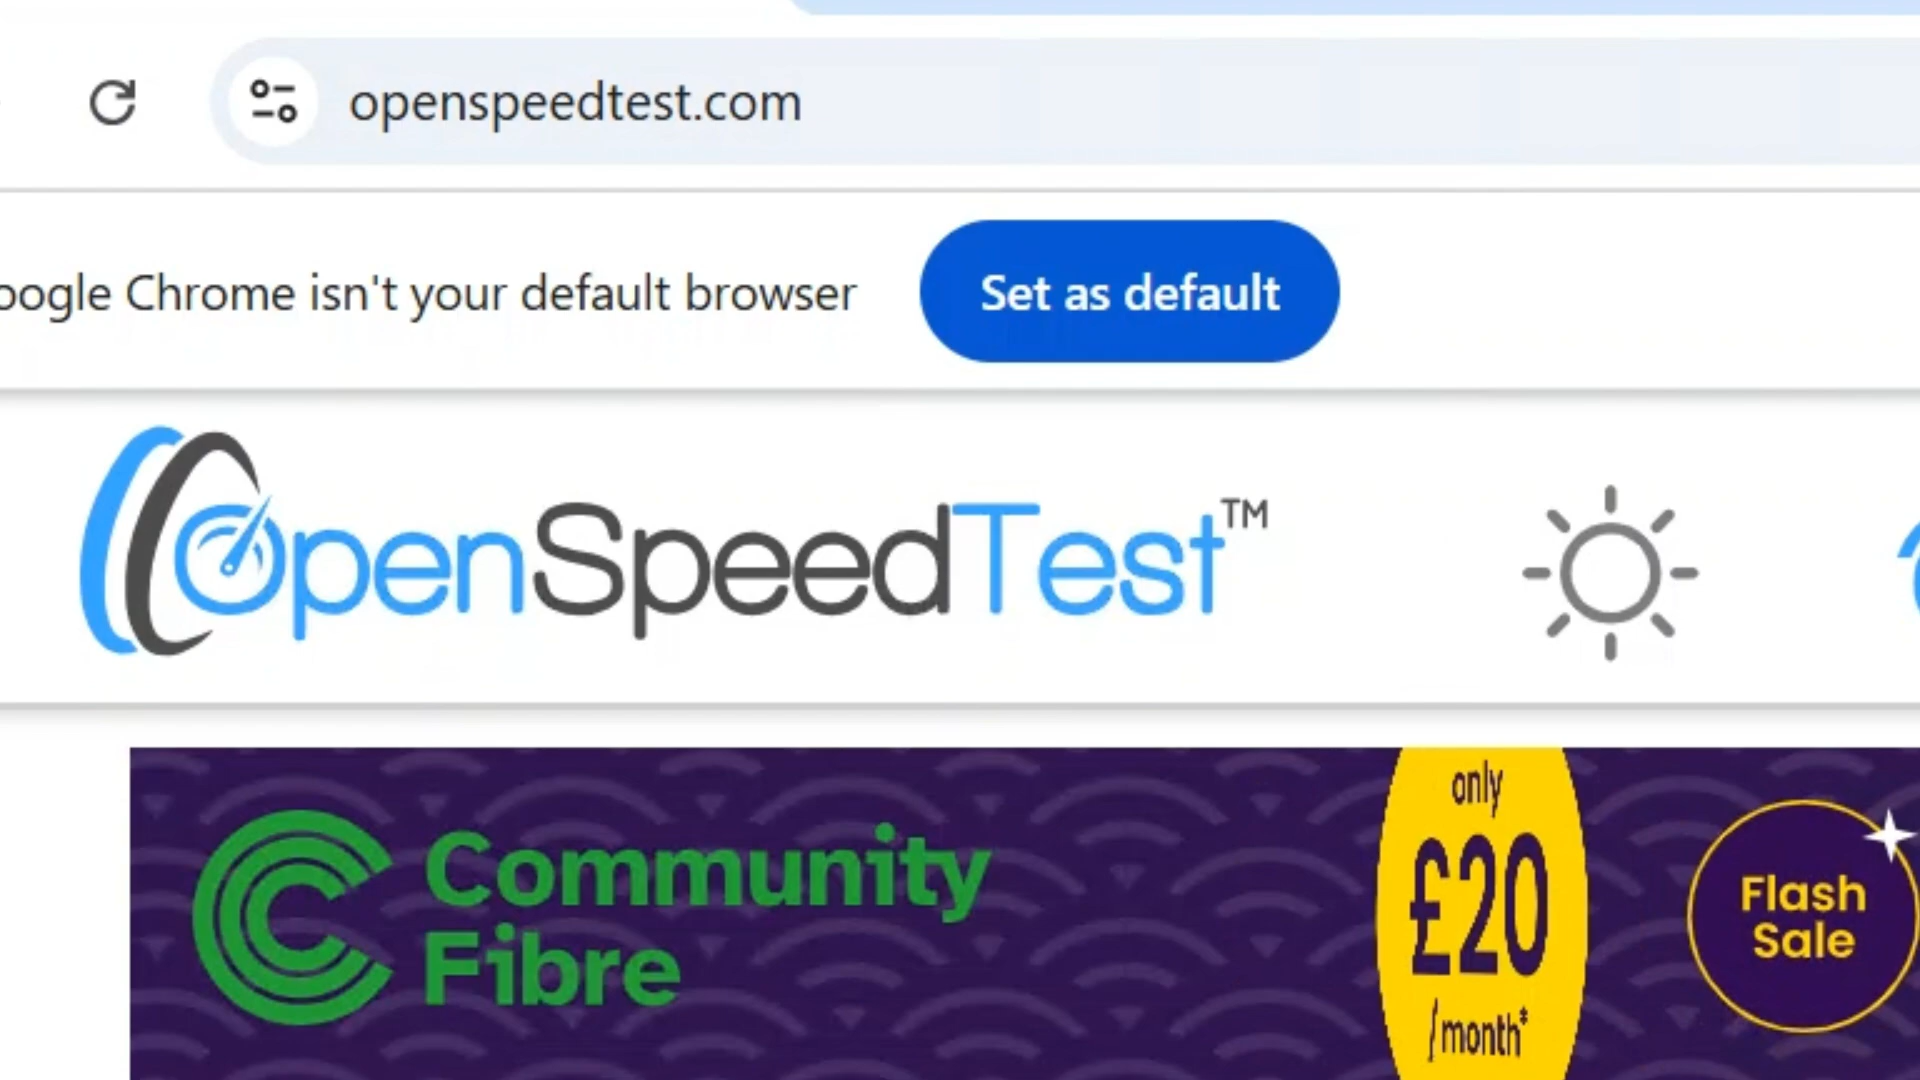 openspeedtest.com
oogle Chrome isn't your default browser
Set as default
OpenSpeedTest™
Community
Fibre
only
£20
/month‡
Flash
Sale